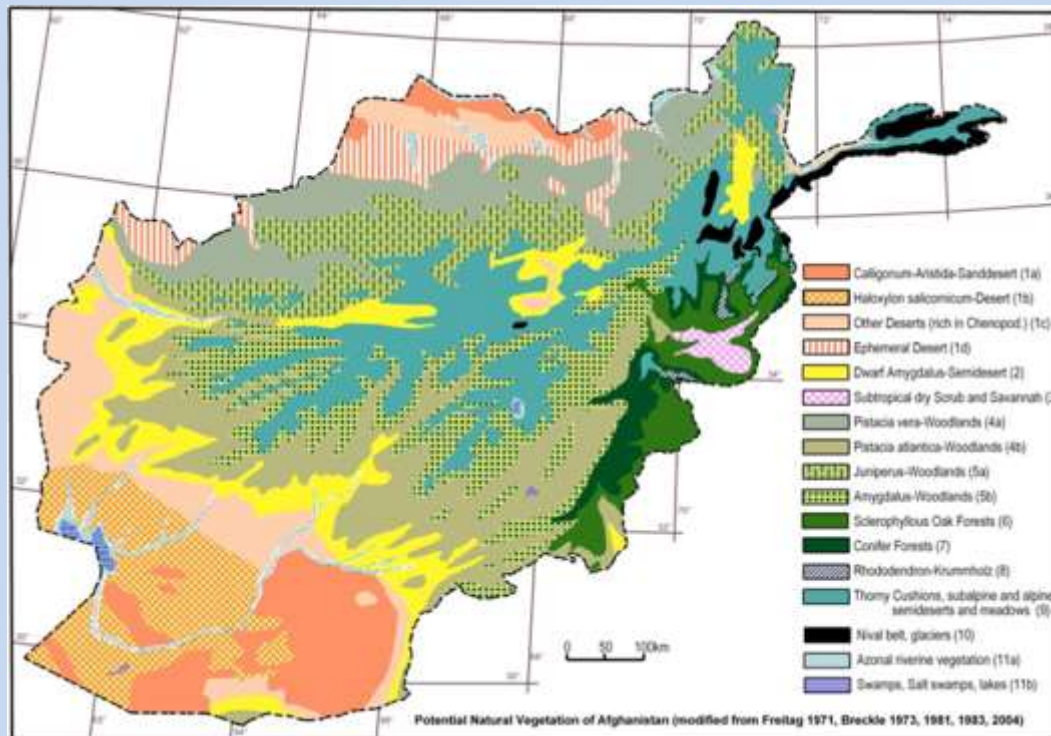 Calligonum-Aristida-Sanddesert (1a)
Haloxylon salicornicum-Desert (1b)
Other Deserts (rich in Chenopod.) (1c)
Ephemeral Desert (1d)
Dwarf Amygdalus-Semidesert (2)
Subtropical dry Scrub and Savannah (
Pistacia vera-Woodlands (4a)
Pistacia atlantica-Woodlands (4b)
Juniperus-Woodlands (5a)
Amygdalus-Woodlands (5b)
Sclerophyllous Oak Forests (6)
Conifer Forests (7)
Rhododendron-Krummholz (8)
Thorny Cushions, subalpine and alpine
semideserts and meadows (9)
Nival belt, glaciers (10)
Azonal riverine vegetation (11a)
Swamps, Salt swamps, lakes (11b)
0 50 100km
Potential Natural Vegetation of Afghanistan (modified from Freitag 1971, Breckle 1973, 1981, 1983, 2004)